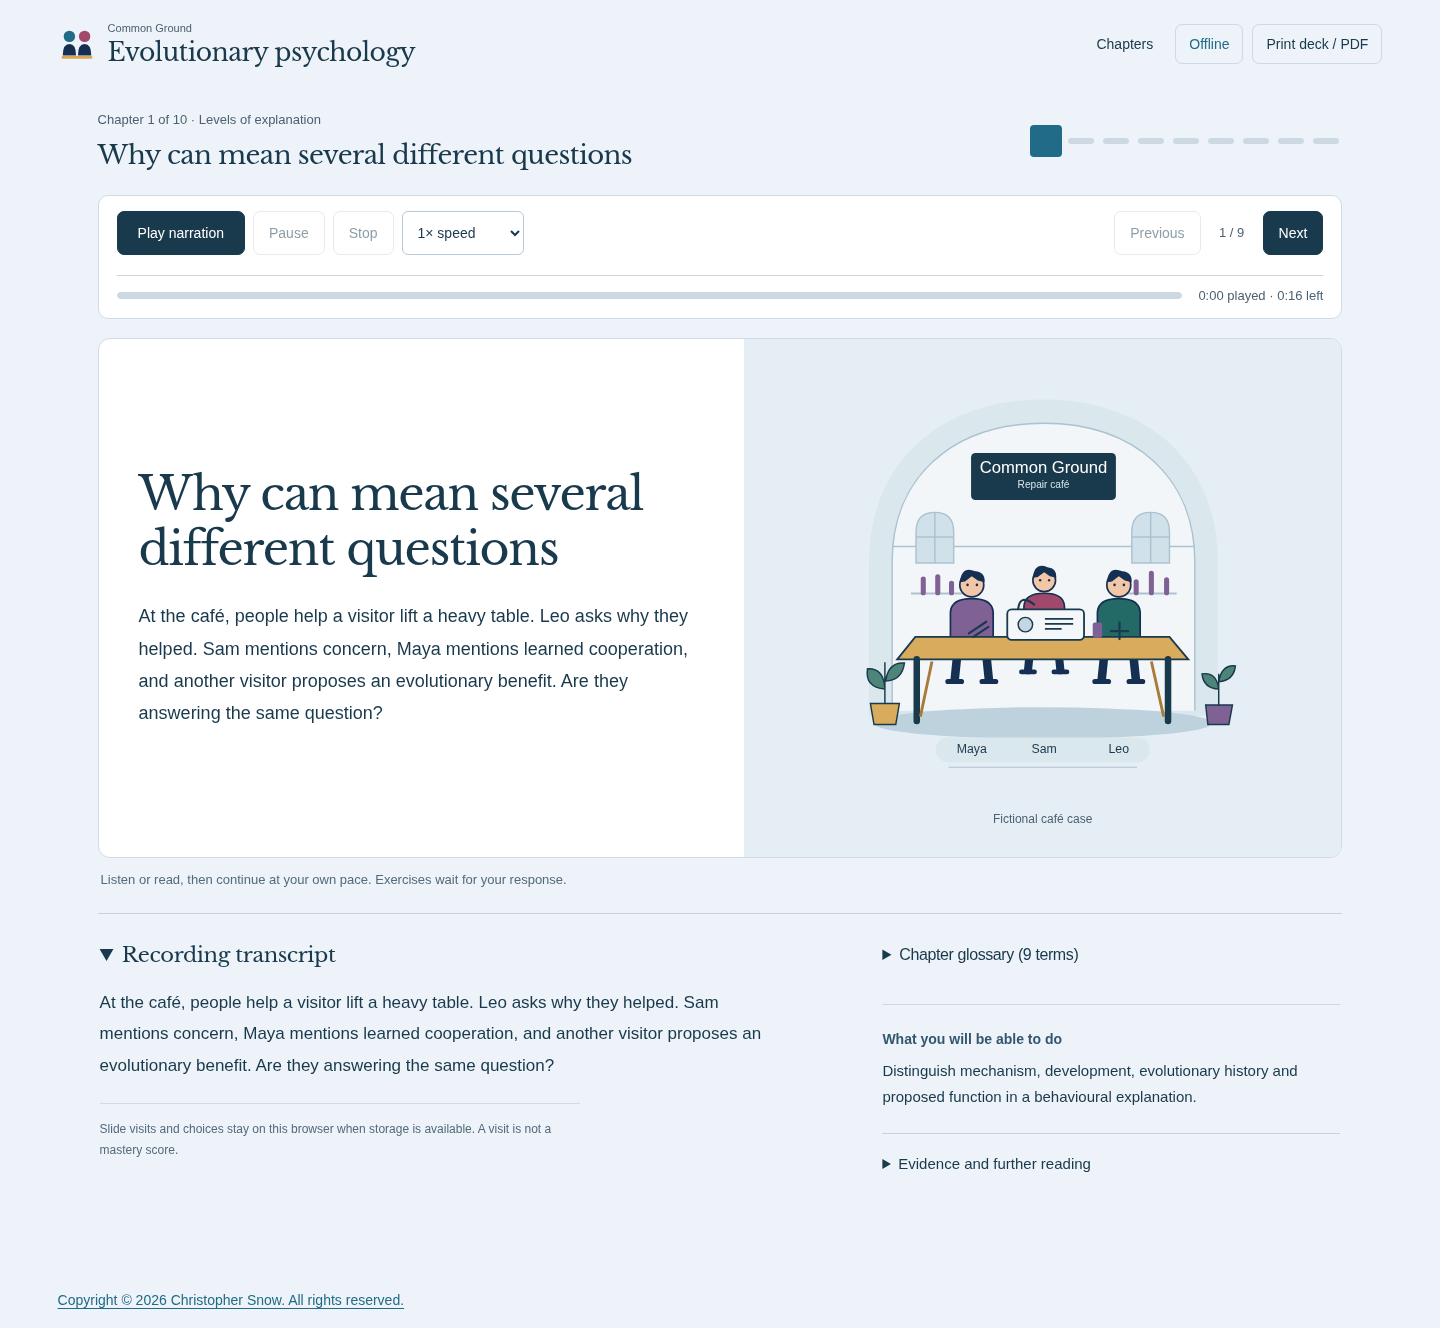 Common Ground
Evolutionary psychology
Chapters
Offline
Print deck / PDF
Chapter 1 of 10 · Levels of explanation
Why can mean several different questions
Play narration
Pause
Stop
1× speed
Previous
1 / 9
Next
0:00 played · 0:16 left
Why can mean several
different questions
At the café, people help a visitor lift a heavy table. Leo asks why they
helped. Sam mentions concern, Maya mentions learned cooperation,
and another visitor proposes an evolutionary benefit. Are they
answering the same question?
Common Ground
Repair café
Maya
Sam
Leo
Fictional café case
Listen or read, then continue at your own pace. Exercises wait for your response.
Recording transcript
At the café, people help a visitor lift a heavy table. Leo asks why they helped. Sam
mentions concern, Maya mentions learned cooperation, and another visitor proposes an
evolutionary benefit. Are they answering the same question?
Slide visits and choices stay on this browser when storage is available. A visit is not a
mastery score.
Chapter glossary (9 terms)
What you will be able to do
Distinguish mechanism, development, evolutionary history and
proposed function in a behavioural explanation.
Evidence and further reading
Copyright © 2026 Christopher Snow. All rights reserved.